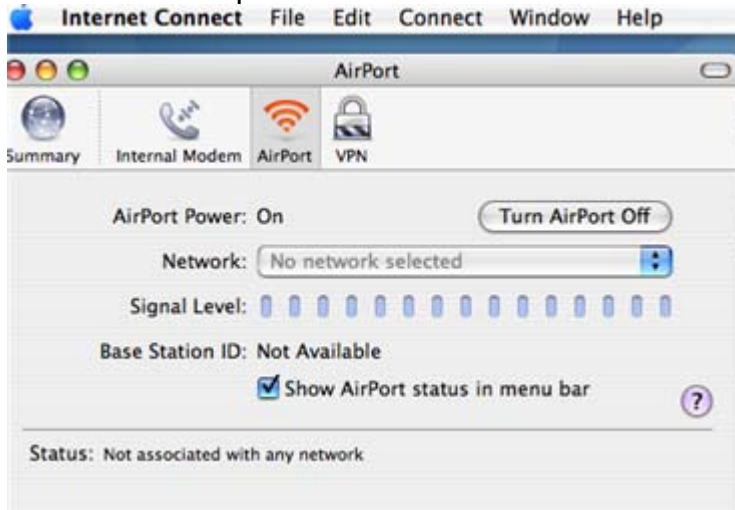 Internet Connect File Edit Connect Window Help
AirPort
Summary Internal Modem AirPort VPN
AirPort Power: On Turn AirPort Off
Network: No network selected
Signal Level:
Base Station ID: Not Available
Show AirPort status in menu bar ?
Status: Not associated with any network